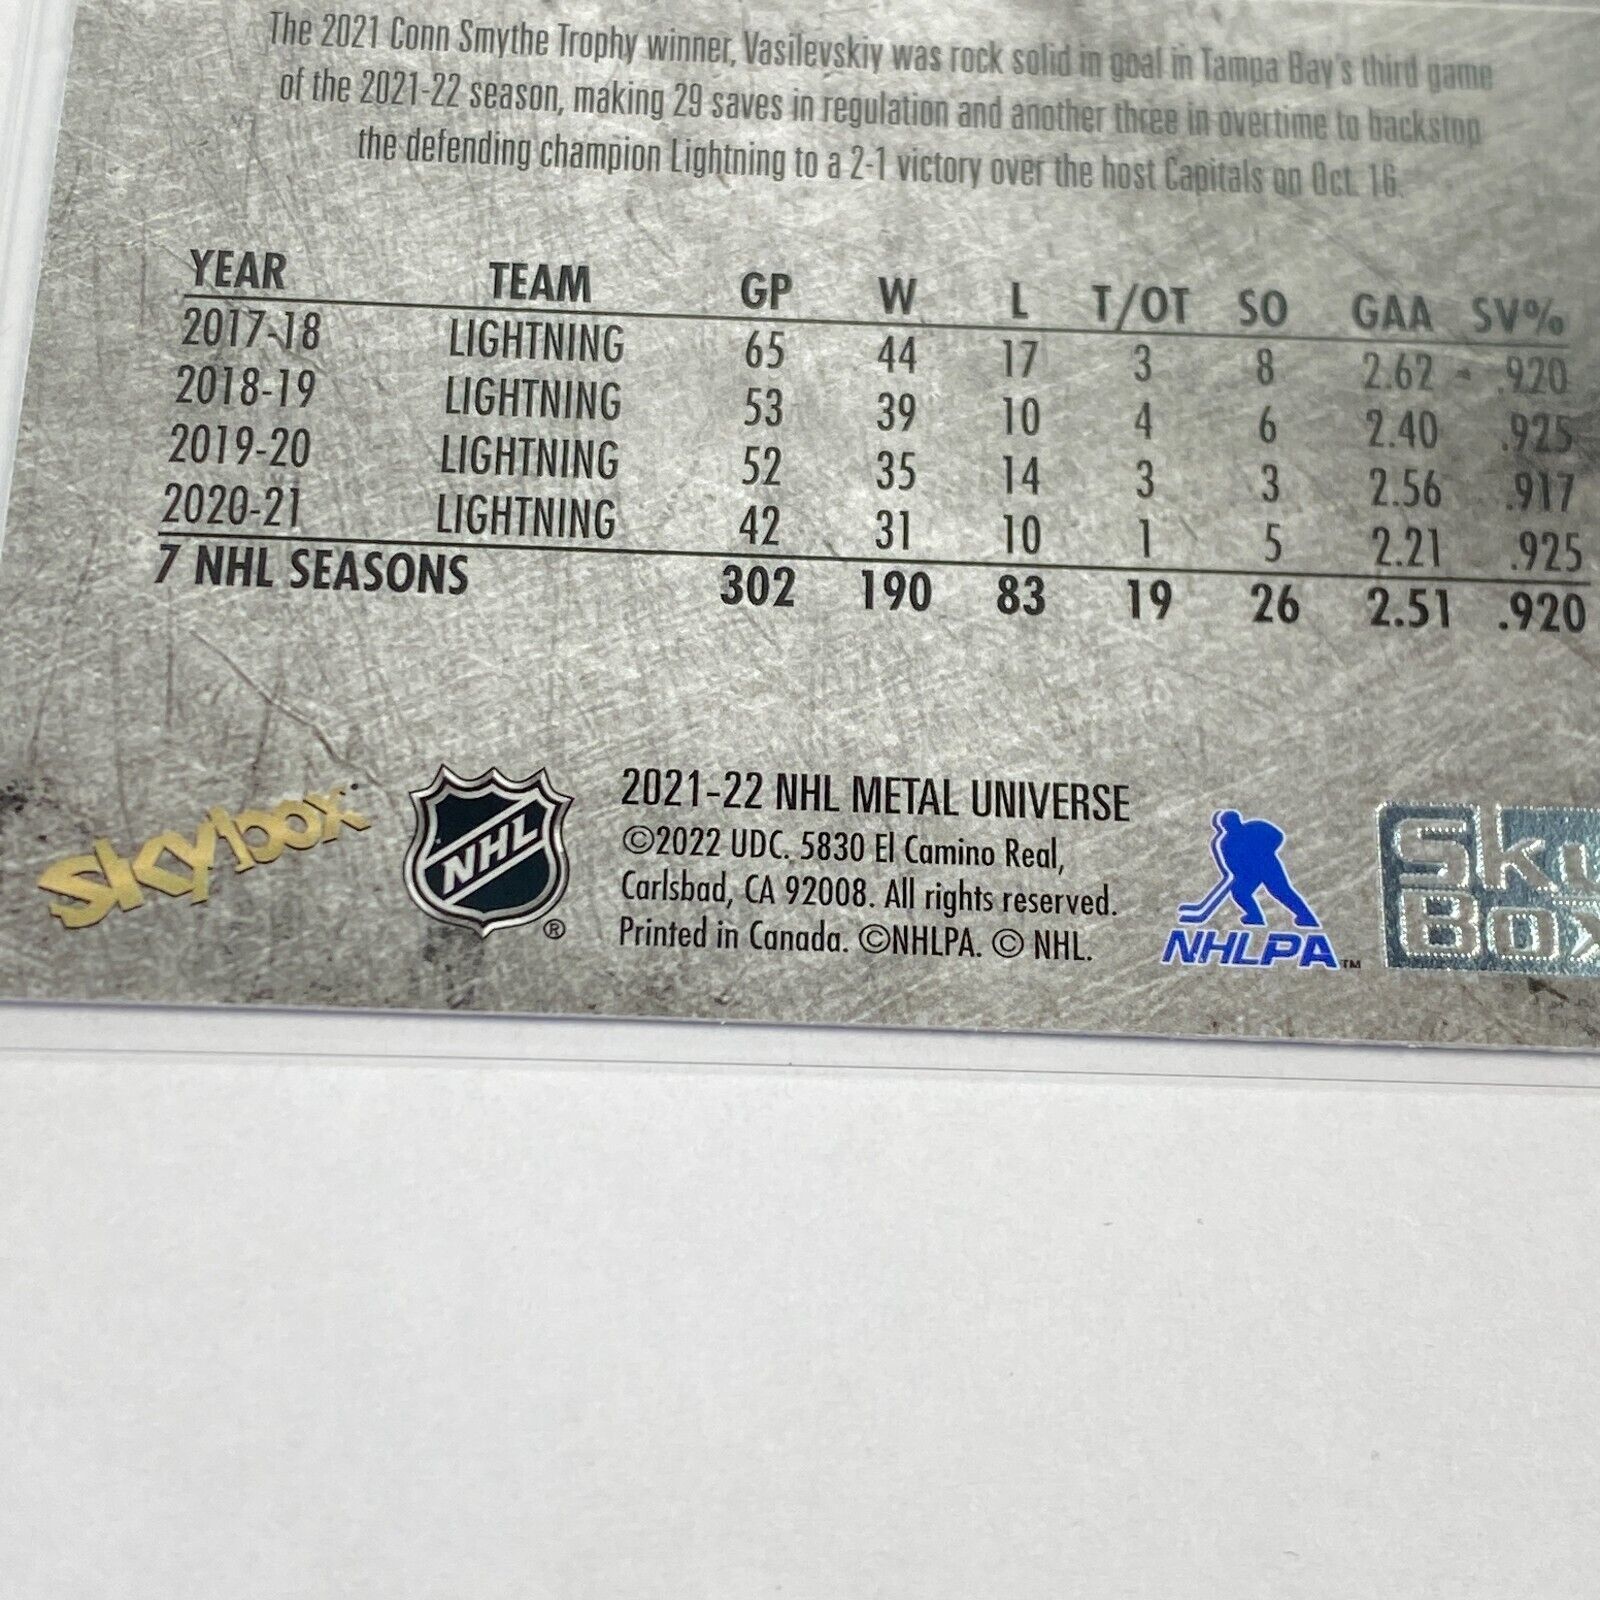 The 2021 Conn Smythe Trophy winner, Vasilevskiy was rock solid in goal in Tampa Bay's third game
of the 2021-22 season, making 29 saves in regulation and another three in overtime to backstop
the defending champion Lightning to a 2-1 victory over the host Capitals on Oct. 16.
YEAR TEAM GP W L T/OT SO GAA SV%
2017-18 LIGHTNING 65 44 17 3 8 2.62 .920
2018-19 LIGHTNING 53 39 10 4 6 2.40 .925
2019-20 LIGHTNING 52 35 14 3 3 2.56 .917
2020-21 LIGHTNING 42 31 10 1 5 2.21 .925
7 NHL SEASONS 302 190 83 19 26 2.51 .920
skybox
NHL ®
2021-22 NHL METAL UNIVERSE
©2022 UDC. 5830 El Camino Real,
Carlsbad, CA 92008. All rights reserved.
Printed in Canada. ©NHLPA. © NHL.
NHLPA ™
Sky
Box